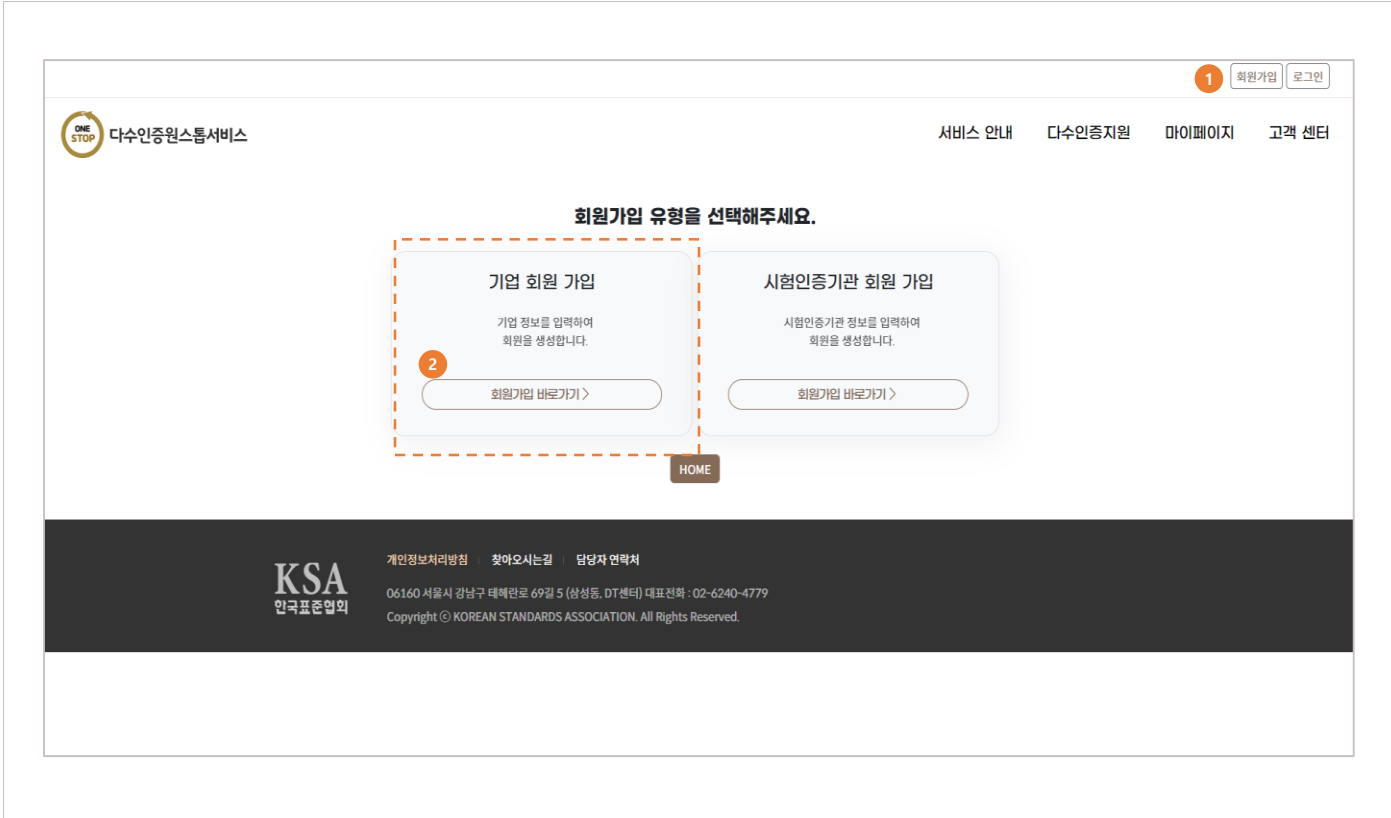 1 회원가입 로그인
ONE STOP 다수인증원스톱서비스
서비스 안내 다수인증지원 마이페이지 고객 센터
회원가입 유형을 선택해주세요.
기업 회원 가입
기업 정보를 입력하여
회원을 생성합니다.
2
회원가입 바로가기 >
시험인증기관 회원 가입
시험인증기관 정보를 입력하여
회원을 생성합니다.
회원가입 바로가기 >
HOME
KSA
한국표준협회
개인정보처리방침 | 찾아오시는길 | 담당자 연락처
06160 서울시 강남구 테헤란로 69길 5 (삼성동, DT센터) 대표전화 : 02-6240-4779
Copyright ⓒ KOREAN STANDARDS ASSOCIATION. All Rights Reserved.